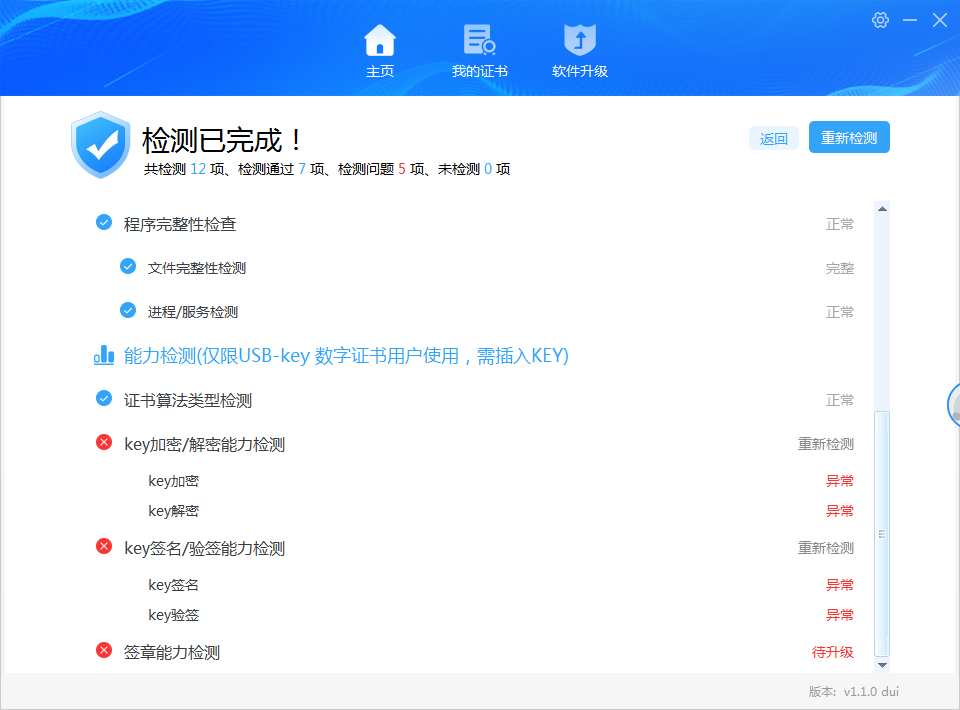 主页 我的证书 软件升级
检测已完成！
返回 重新检测
共检测 12 项、检测通过 7 项、检测问题 5 项、未检测 0 项
程序完整性检查 正常
文件完整性检测 完整
进程/服务检测 正常
能力检测(仅限USB-key 数字证书用户使用，需插入KEY)
证书算法类型检测 正常
key加密/解密能力检测 重新检测
key加密 异常
key解密 异常
key签名/验签能力检测 重新检测
key签名 异常
key验签 异常
签章能力检测 待升级
版本: v1.1.0 dui